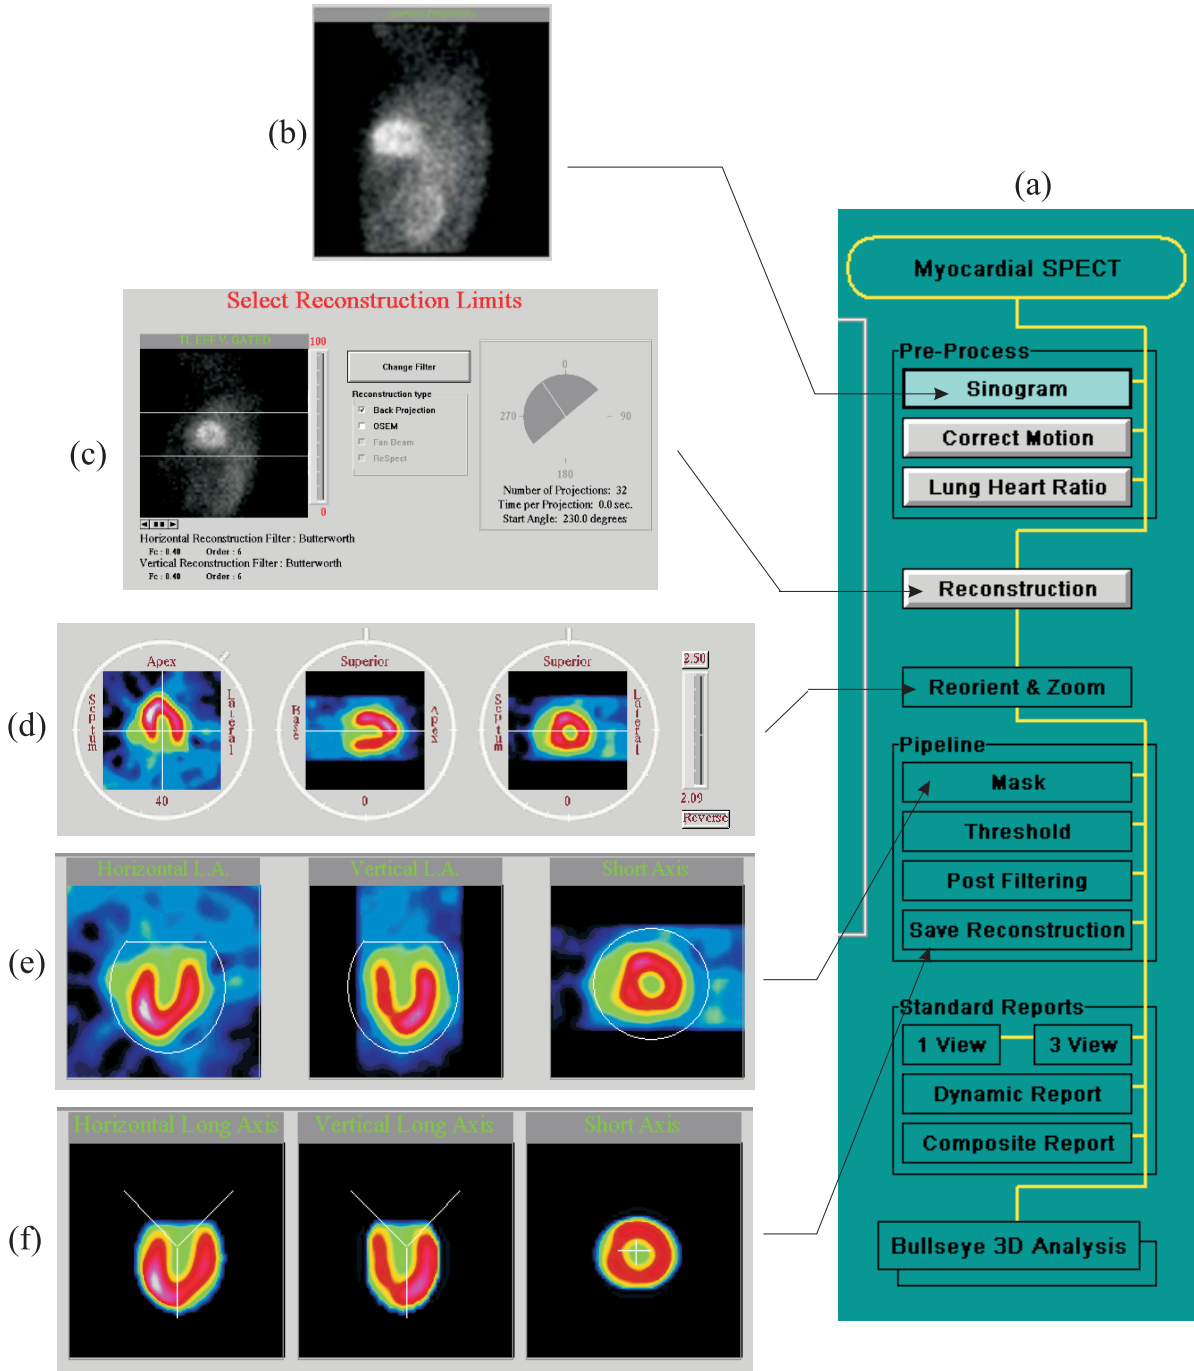 (b)
(a)
Myocardial SPECT
Pre-Process
Sinogram
Correct Motion
Lung Heart Ratio
Reconstruction
Reorient & Zoom
Pipeline
Mask
Threshold
Post Filtering
Save Reconstruction
Standard Reports
1 View
3 View
Dynamic Report
Composite Report
Bullseye 3D Analysis
(c)
Select Reconstruction Limits
TL EFF V. GATED
100
0
Change Filter
Reconstruction type
Back Projection
OSEM
Fan Beam
ReSpect
0
270
90
180
Number of Projections: 32
Time per Projection: 0.0 sec.
Start Angle: 230.0 degrees
Horizontal Reconstruction Filter : Butterworth
Fc : 0.40 Order : 6
Vertical Reconstruction Filter : Butterworth
Fc : 0.40 Order : 6
(d)
Apex
Septum
Lateral
40
Superior
Base
Apex
0
Superior
Septum
Lateral
0
2.50
2.09
Reverse
(e)
Horizontal L.A.
Vertical L.A.
Short Axis
(f)
Horizontal Long Axis
Vertical Long Axis
Short Axis